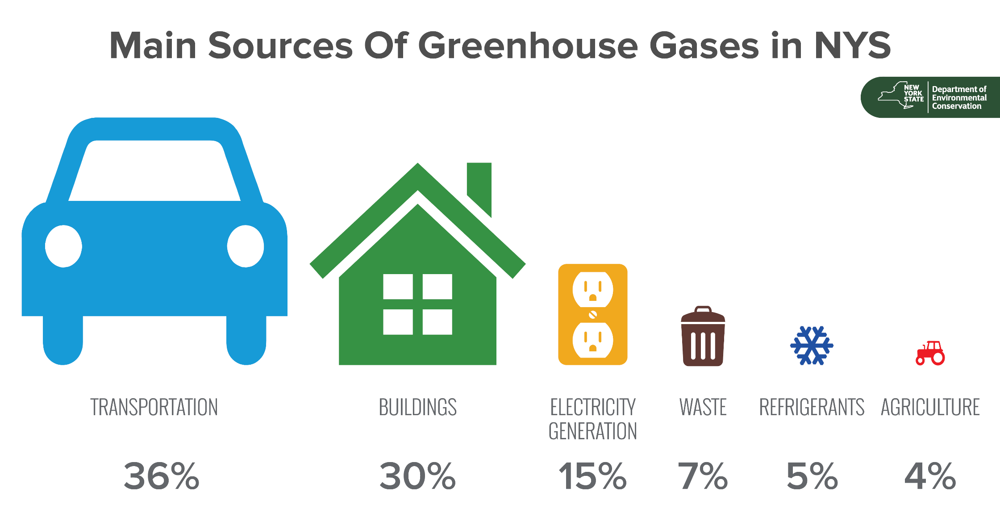 Main Sources Of Greenhouse Gases in NYS
NEW
YORK
STATE
Department of
Environmental
Conservation
TRANSPORTATION
36%
BUILDINGS
30%
ELECTRICITY
GENERATION
15%
WASTE
7%
REFRIGERANTS
5%
AGRICULTURE
4%